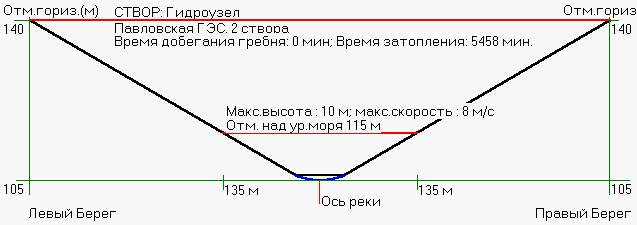 Отм.гориз.(м) СТВОР: Гидроузел Отм.гориз
140 Павловская ГЭС. 2 створа 140
Время добегания гребня: 0 мин; Время затопления: 5458 мин.
Макс.высота : 10 м; макс.скорость : 8 м/с
Отм. над ур.моря 115 м
105 135 м 135 м 105
Ось реки
Левый Берег Правый Берег